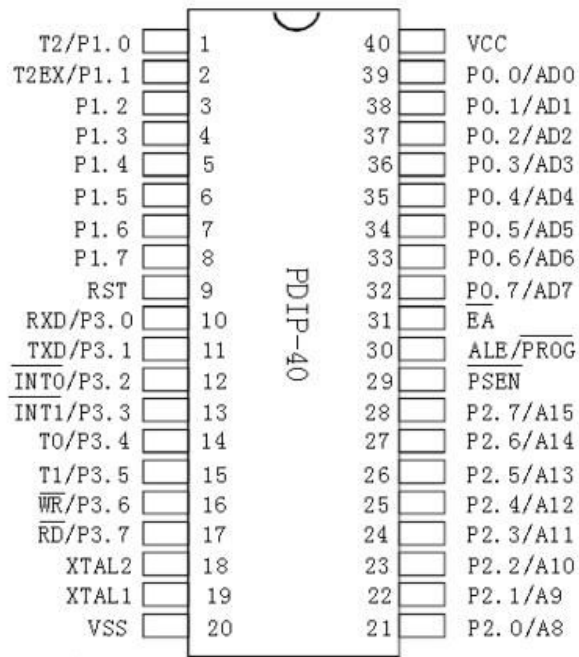 T2/P1.0 1 40 VCC
T2EX/P1.1 2 39 P0.0/AD0
P1.2 3 38 P0.1/AD1
P1.3 4 37 P0.2/AD2
P1.4 5 36 P0.3/AD3
P1.5 6 35 P0.4/AD4
P1.6 7 34 P0.5/AD5
P1.7 8 33 P0.6/AD6
RST 9 32 P0.7/AD7
RXD/P3.0 10 31 E̅A̅
TXD/P3.1 11 30 ALE/P̅R̅O̅G̅
I̅N̅T̅0̅/P3.2 12 29 P̅S̅E̅N̅
I̅N̅T̅1̅/P3.3 13 28 P2.7/A15
T0/P3.4 14 27 P2.6/A14
T1/P3.5 15 26 P2.5/A13
W̅R̅/P3.6 16 25 P2.4/A12
R̅D̅/P3.7 17 24 P2.3/A11
XTAL2 18 23 P2.2/A10
XTAL1 19 22 P2.1/A9
VSS 20 21 P2.0/A8
PDIP-40